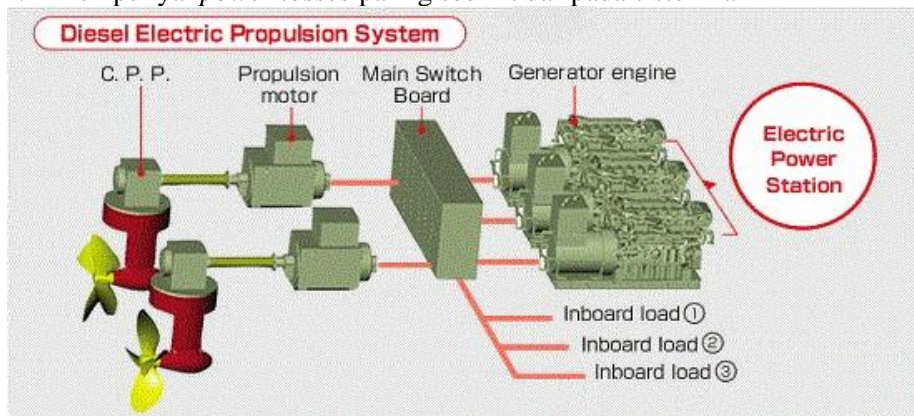 Diesel Electric Propulsion System
C. P. P.
Propulsion
motor
Main Switch
Board
Generator engine
Electric
Power
Station
Inboard load ①
Inboard load ②
Inboard load ③